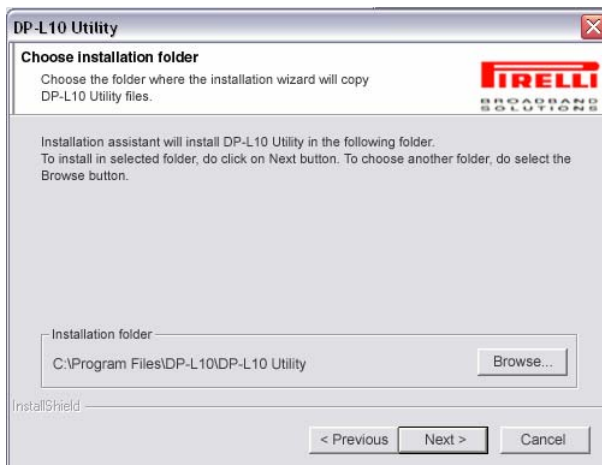 DP-L10 Utility
Choose installation folder
Choose the folder where the installation wizard will copy
DP-L10 Utility files.
PIRELLI
BROADBAND
SOLUTIONS
Installation assistant will install DP-L10 Utility in the following folder.
To install in selected folder, do click on Next button. To choose another folder, do select the
Browse button.
Installation folder
C:\Program Files\DP-L10\DP-L10 Utility
Browse...
InstallShield
< Previous
Next >
Cancel